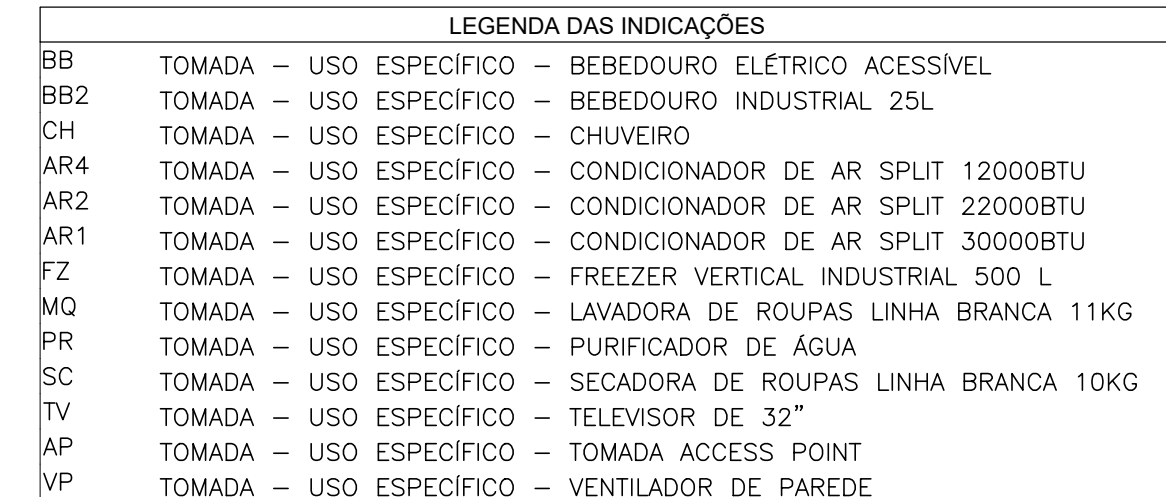 LEGENDA DAS INDICAÇÕES
BB TOMADA – USO ESPECÍFICO – BEBEDOURO ELÉTRICO ACESSÍVEL
BB2 TOMADA – USO ESPECÍFICO – BEBEDOURO INDUSTRIAL 25L
CH TOMADA – USO ESPECÍFICO – CHUVEIRO
AR4 TOMADA – USO ESPECÍFICO – CONDICIONADOR DE AR SPLIT 12000BTU
AR2 TOMADA – USO ESPECÍFICO – CONDICIONADOR DE AR SPLIT 22000BTU
AR1 TOMADA – USO ESPECÍFICO – CONDICIONADOR DE AR SPLIT 30000BTU
FZ TOMADA – USO ESPECÍFICO – FREEZER VERTICAL INDUSTRIAL 500 L
MQ TOMADA – USO ESPECÍFICO – LAVADORA DE ROUPAS LINHA BRANCA 11KG
PR TOMADA – USO ESPECÍFICO – PURIFICADOR DE ÁGUA
SC TOMADA – USO ESPECÍFICO – SECADORA DE ROUPAS LINHA BRANCA 10KG
TV TOMADA – USO ESPECÍFICO – TELEVISOR DE 32”
AP TOMADA – USO ESPECÍFICO – TOMADA ACCESS POINT
VP TOMADA – USO ESPECÍFICO – VENTILADOR DE PAREDE